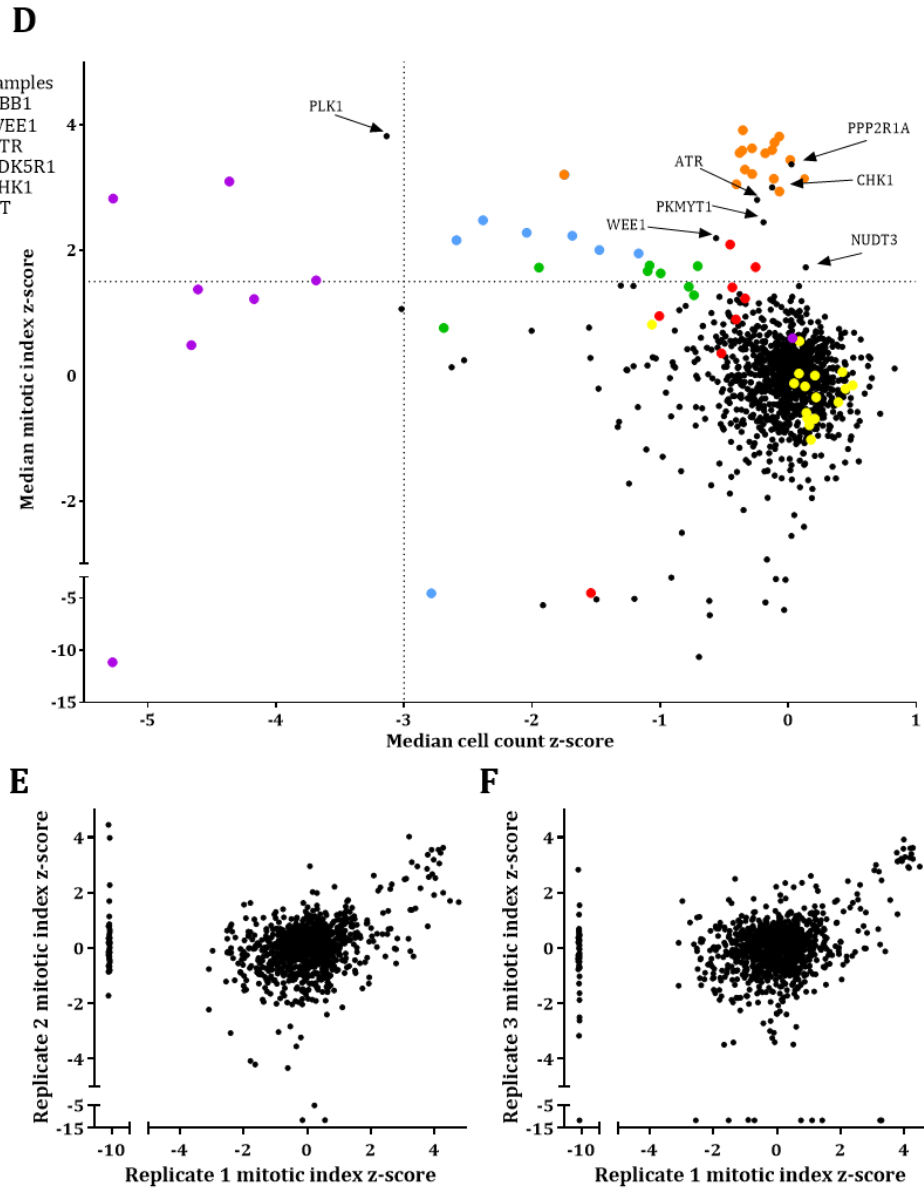 D
amples
BB1
WEE1
TR
DK5R1
HK1
T
PLK1
PPP2R1A
ATR
CHK1
PKMYT1
WEE1
NUDT3
Median mitotic index z-score
4
2
0
-2
-5
-10
-15
-5
-4
-3
-2
-1
0
1
Median cell count z-score
E
Replicate 2 mitotic index z-score
4
2
0
-2
-4
-5
-15
-10
-4
-2
0
2
4
Replicate 1 mitotic index z-score
F
Replicate 3 mitotic index z-score
4
2
0
-2
-4
-5
-15
-10
-4
-2
0
2
4
Replicate 1 mitotic index z-score